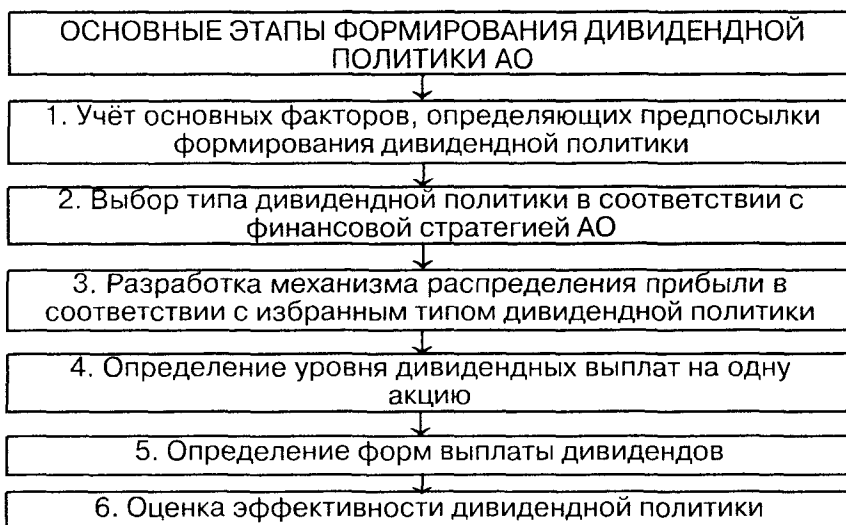 ОСНОВНЫЕ ЭТАПЫ ФОРМИРОВАНИЯ ДИВИДЕНДНОЙ
ПОЛИТИКИ АО
1. Учёт основных факторов, определяющих предпосылки
формирования дивидендной политики
2. Выбор типа дивидендной политики в соответствии с
финансовой стратегией АО
3. Разработка механизма распределения прибыли в
соответствии с избранным типом дивидендной политики
4. Определение уровня дивидендных выплат на одну
акцию
5. Определение форм выплаты дивидендов
6. Оценка эффективности дивидендной политики